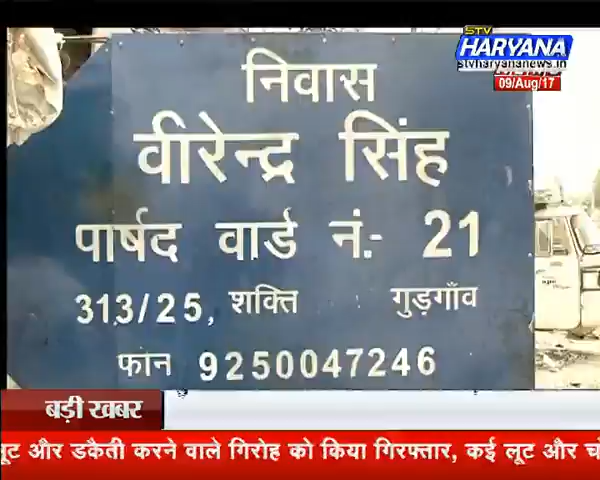 STV
HARYANA
stvharyananews.in
09/Aug/17
निवास
वीरेन्द्र सिंह
पार्षद वार्ड नं.- 21
313/25, शक्ति गुड़गाँव
फोन 9250047246
बड़ी खबर
लूट और डकैती करने वाले गिरोह को किया गिरफ्तार, कई लूट और